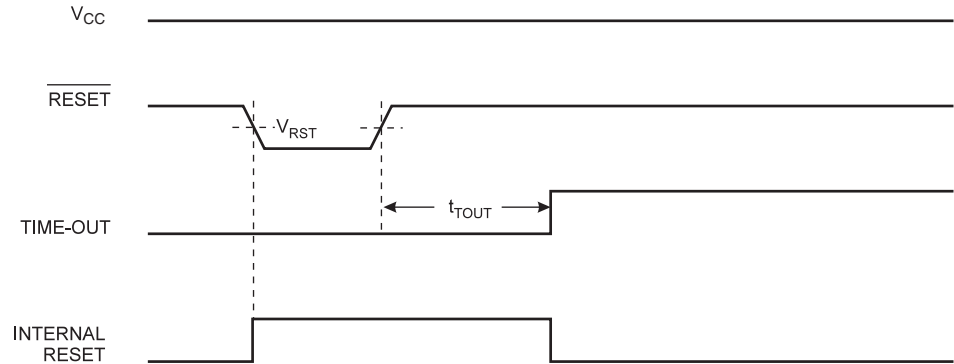 VCC
RESET
VRST
tTOUT
TIME-OUT
INTERNAL
RESET